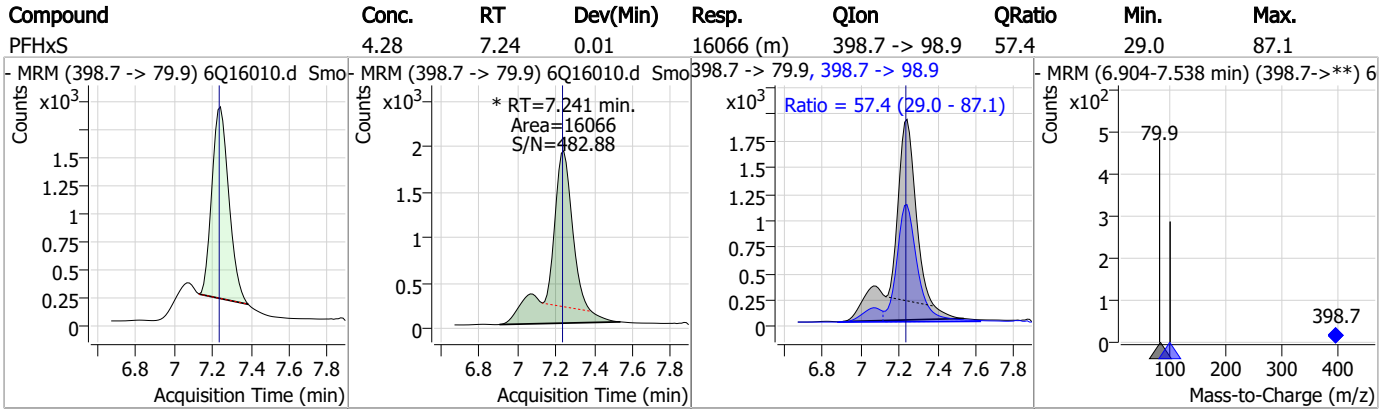 Compound Conc. RT Dev(Min) Resp. QIon QRatio Min. Max.
PFHxS 4.28 7.24 0.01 16066 (m) 398.7 -> 98.9 57.4 29.0 87.1
- MRM (398.7 -> 79.9) 6Q16010.d Smo
Counts
x10³
1.5
1.25
1
0.75
0.5
0.25
0
6.8 7 7.2 7.4 7.6 7.8
Acquisition Time (min)
- MRM (398.7 -> 79.9) 6Q16010.d Smo
Counts
x10³
* RT=7.241 min.
Area=16066
S/N=482.88
2
1.5
1
0.5
0
6.8 7 7.2 7.4 7.6 7.8
Acquisition Time (min)
398.7 -> 79.9, 398.7 -> 98.9
Counts
x10³
Ratio = 57.4 (29.0 - 87.1)
1.75
1.5
1.25
1
0.75
0.5
0.25
0
6.8 7 7.2 7.4 7.6 7.8
Acquisition Time (min)
- MRM (6.904-7.538 min) (398.7->**) 6
Counts
x10²
79.9
5
4
3
2
1
0
398.7
100 200 300 400
Mass-to-Charge (m/z)